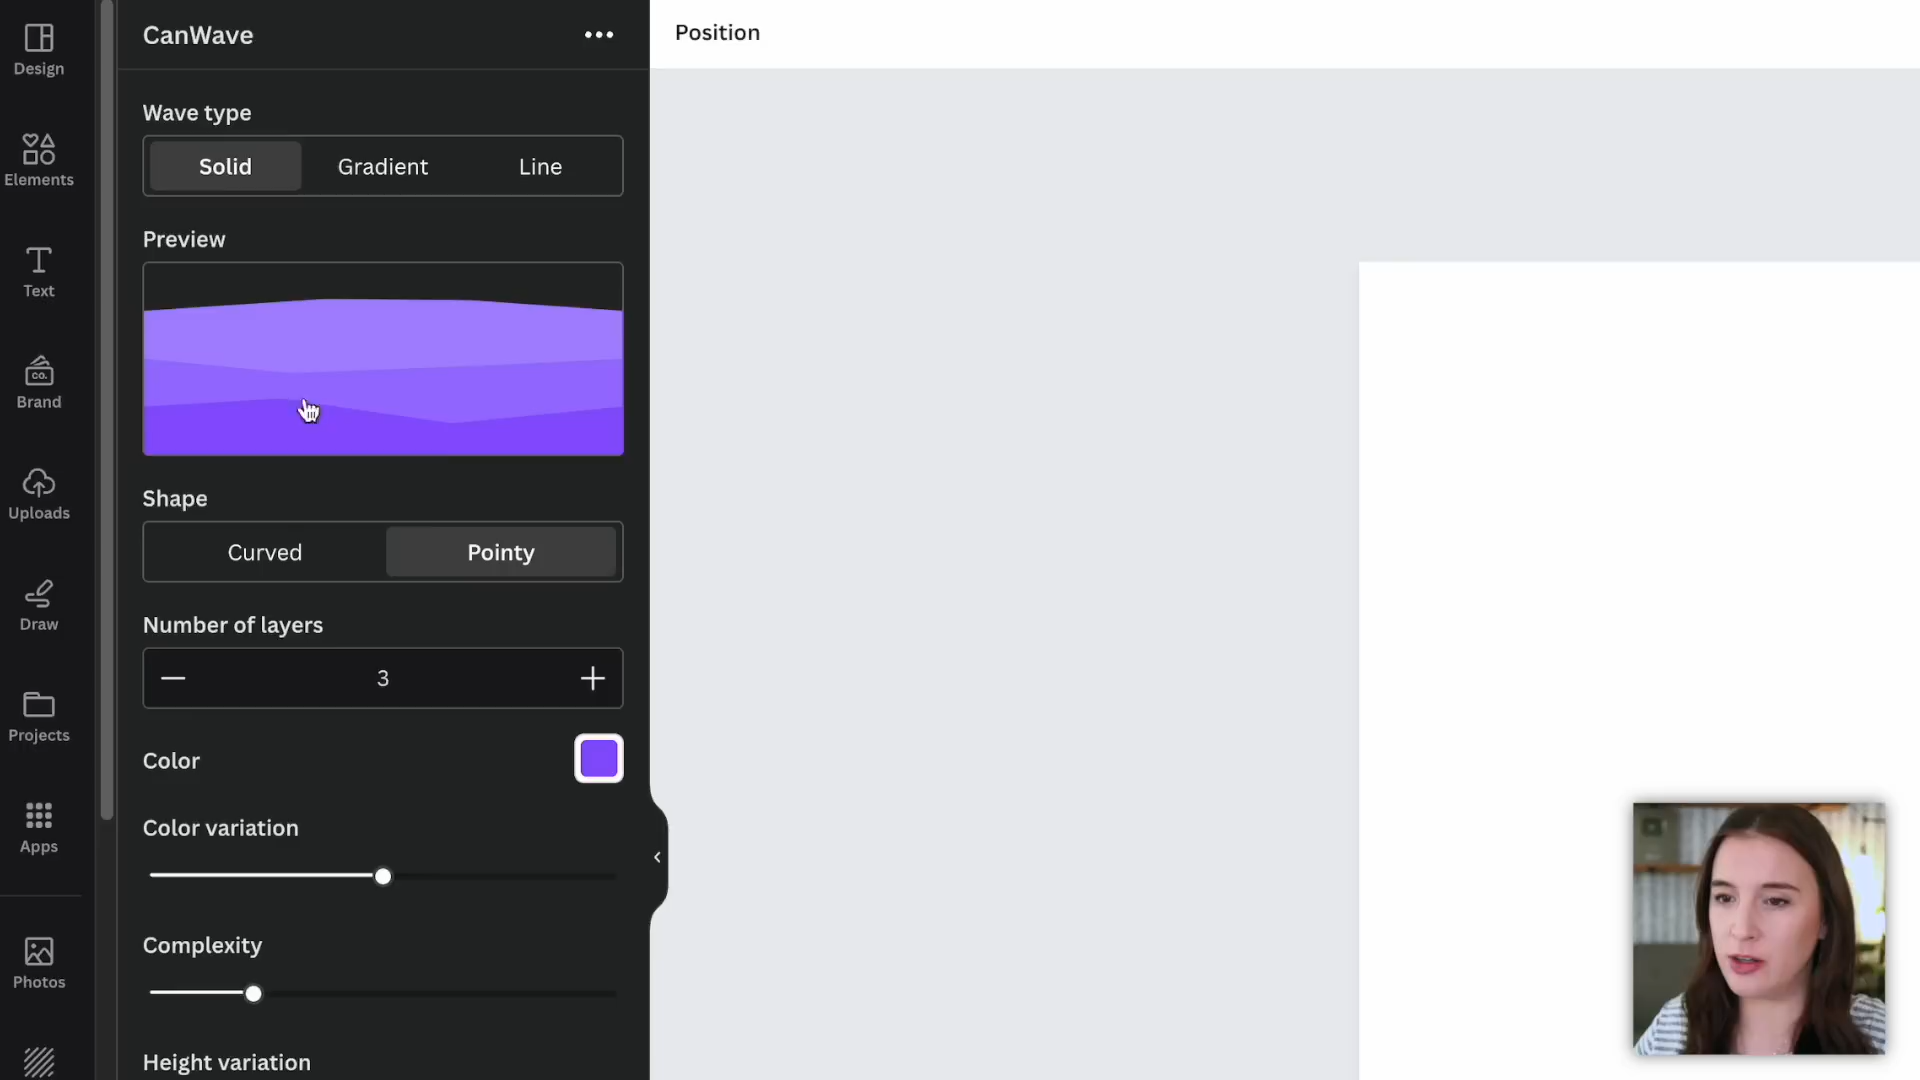 Design
Elements
Text
CO.
Brand
Uploads
Draw
Projects
Apps
Photos
CanWave
Wave type
Solid Gradient Line
Preview
Shape
Curved Pointy
Number of layers
3
Color
Color variation
Complexity
Height variation
Position